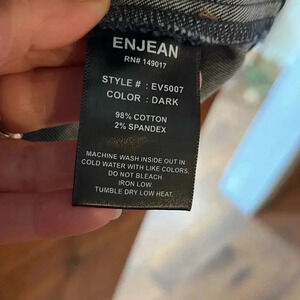 ENJEAN
RN# 149017
STYLE # : EV5007
COLOR : DARK
98% COTTON
2% SPANDEX
MACHINE WASH INSIDE OUT IN
COLD WATER WITH LIKE COLORS.
DO NOT BLEACH
IRON LOW.
TUMBLE DRY LOW HEAT.